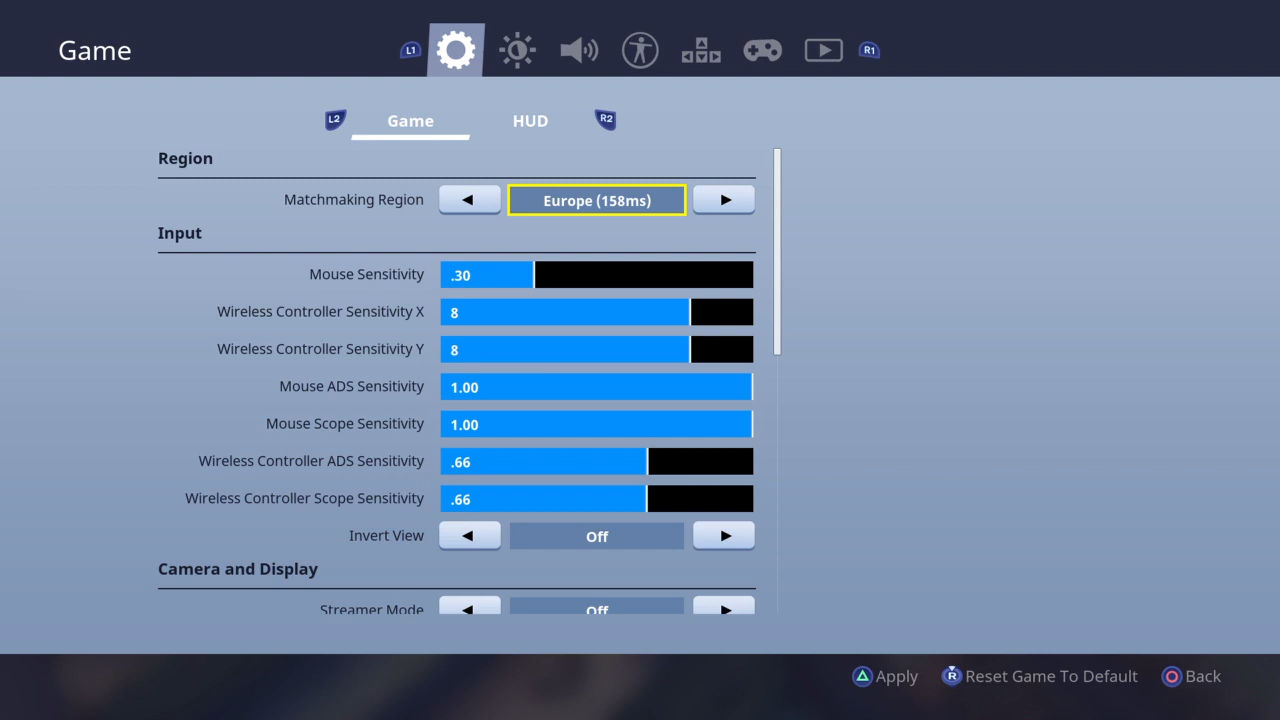 Game
L1
R1
L2
Game
HUD
R2
Region
Matchmaking Region
Europe (158ms)
Input
Mouse Sensitivity
.30
Wireless Controller Sensitivity X
8
Wireless Controller Sensitivity Y
8
Mouse ADS Sensitivity
1.00
Mouse Scope Sensitivity
1.00
Wireless Controller ADS Sensitivity
.66
Wireless Controller Scope Sensitivity
.66
Invert View
Off
Camera and Display
Streamer Mode
Off
Apply
R
Reset Game To Default
Back